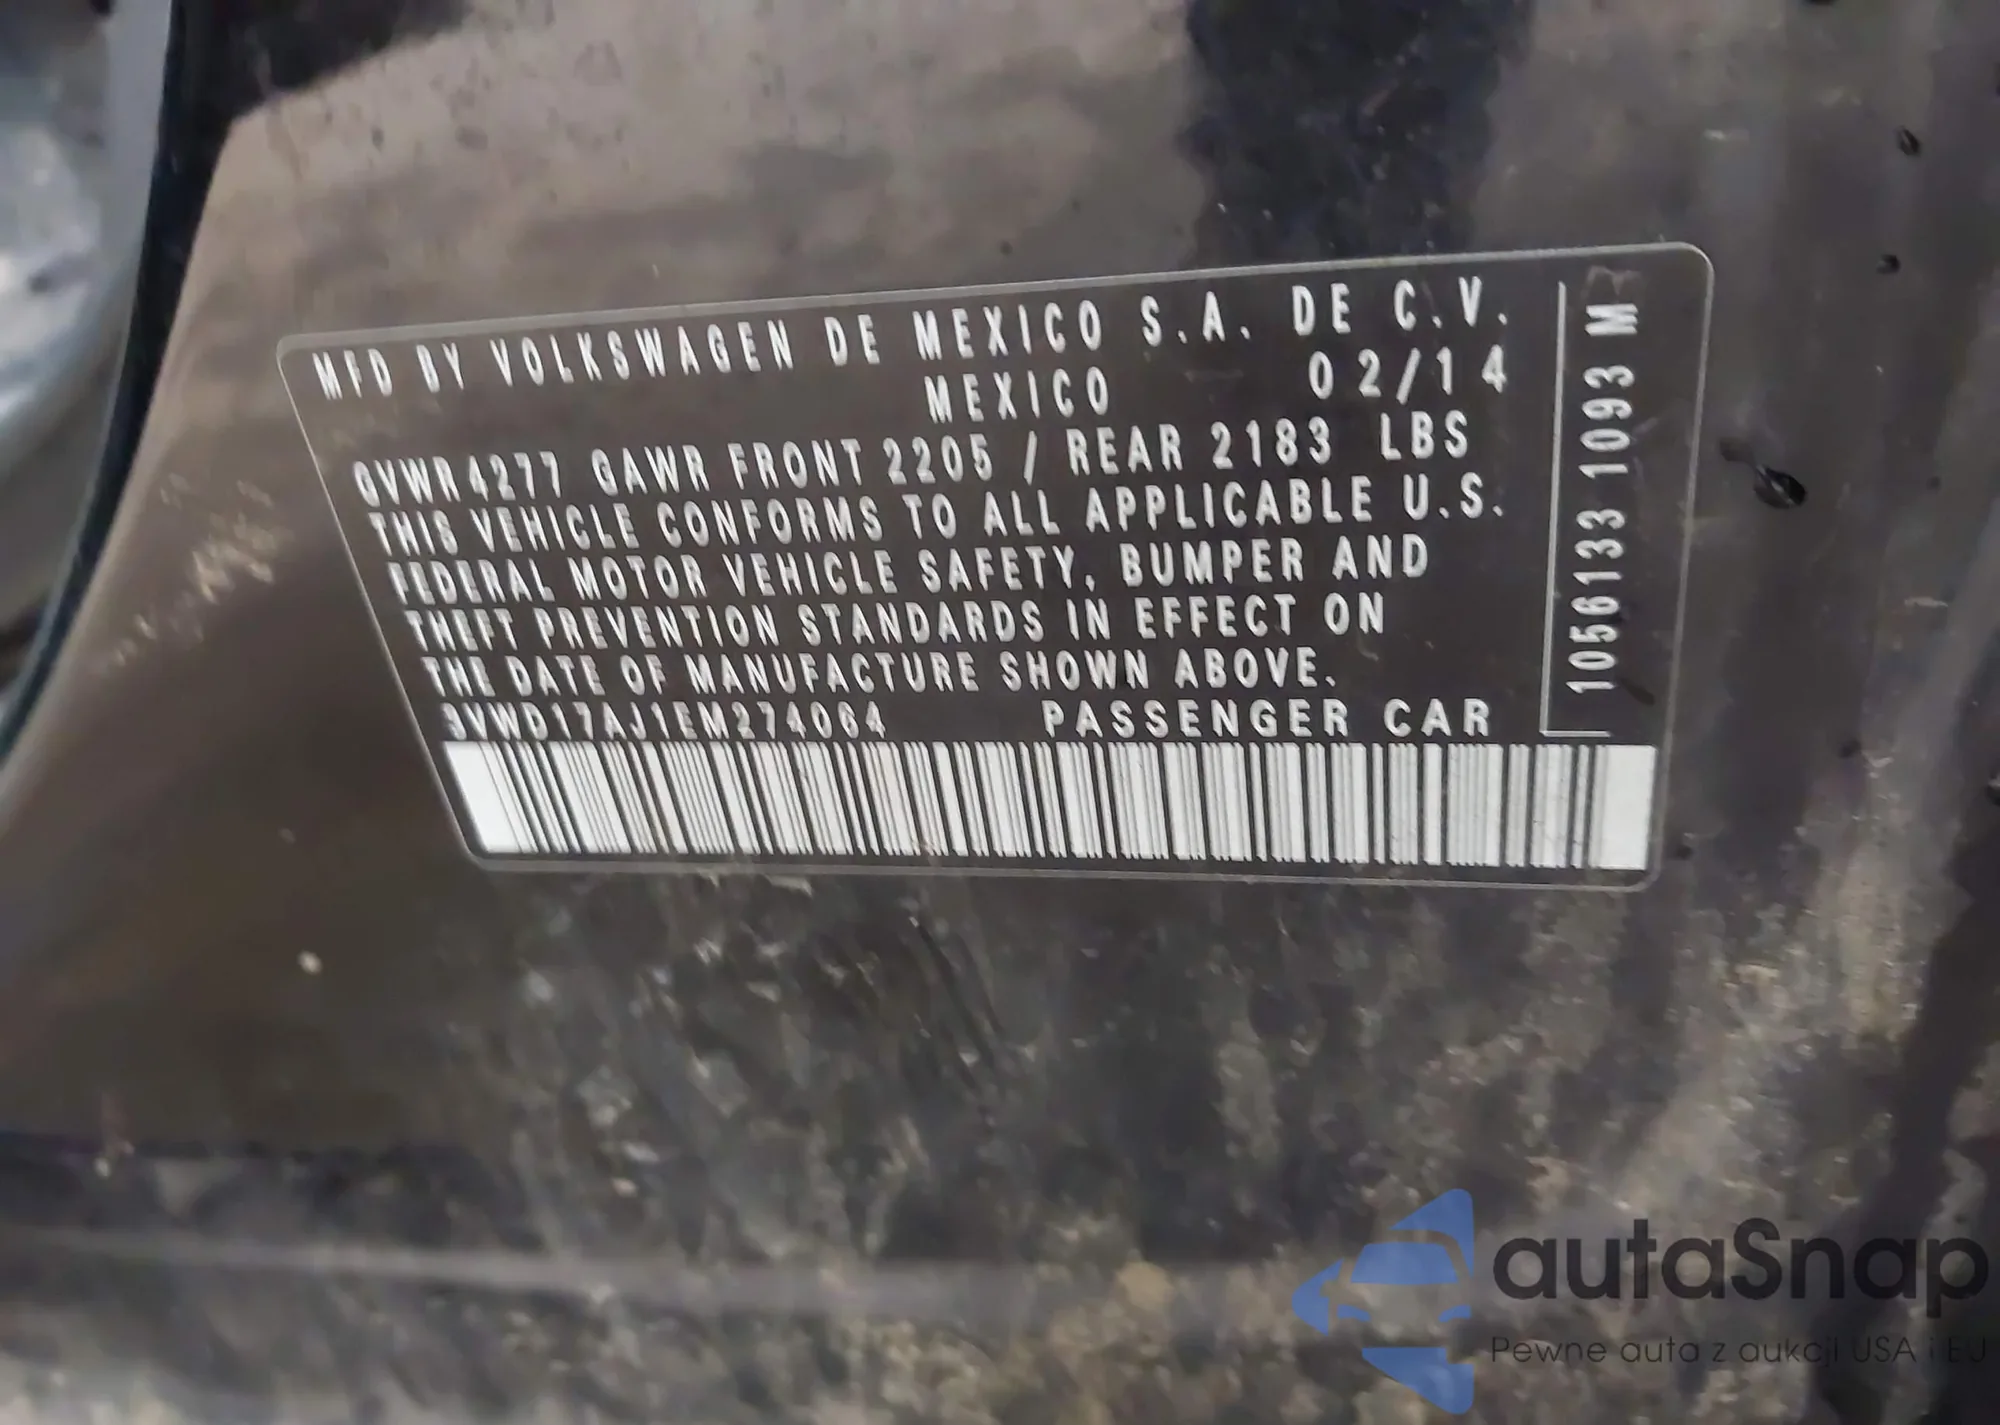 MFD BY VOLKSWAGEN DE MEXICO S.A. DE C.V.
MEXICO 02/14
GVWR 4277 GAWR FRONT 2205 / REAR 2183 LBS
THIS VEHICLE CONFORMS TO ALL APPLICABLE U.S.
FEDERAL MOTOR VEHICLE SAFETY, BUMPER AND
THEFT PREVENTION STANDARDS IN EFFECT ON
THE DATE OF MANUFACTURE SHOWN ABOVE.
3VWD17AJ1EM274064 PASSENGER CAR
1056133 1093 M
autaSnap
Pewne auta z aukcji USA i EU